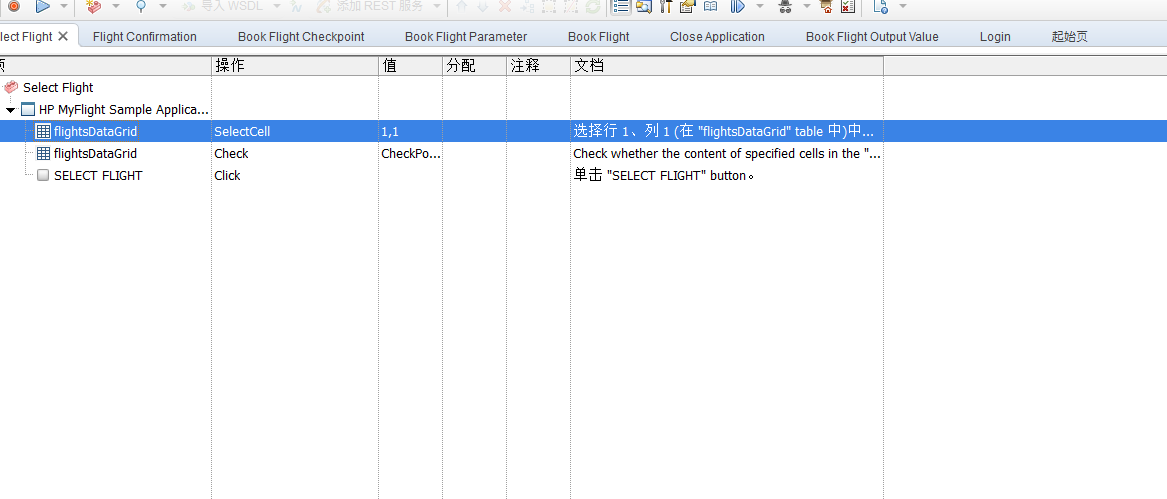 导入 WSDL 添加 REST 服务
lect Flight Flight Confirmation Book Flight Checkpoint Book Flight Parameter Book Flight Close Application Book Flight Output Value Login 起始页
操作 值 分配 注释 文档
Select Flight
HP MyFlight Sample Applica...
flightsDataGrid SelectCell 1,1 选择行 1、列 1 (在 "flightsDataGrid" table 中)中...
flightsDataGrid Check CheckPo... Check whether the content of specified cells in the "...
SELECT FLIGHT Click 单击 "SELECT FLIGHT" button。